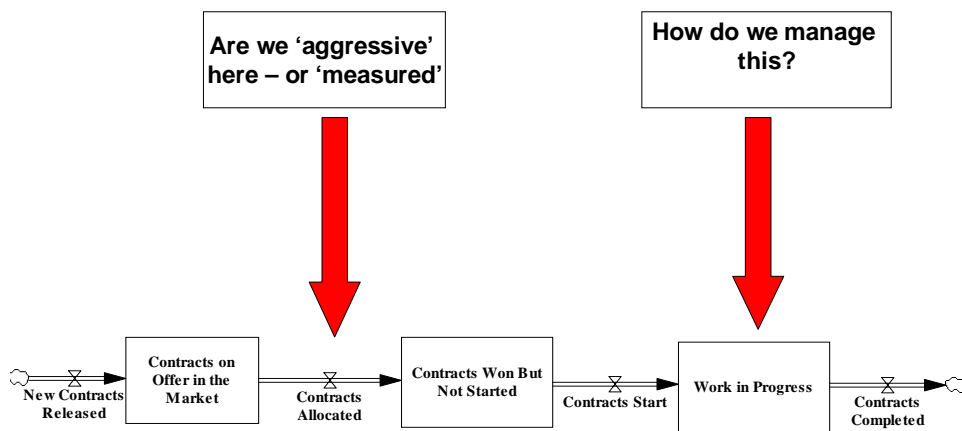 Are we ‘aggressive’
here – or ‘measured’
How do we manage
this?
New Contracts
Released
Contracts on
Offer in the
Market
Contracts
Allocated
Contracts Won But
Not Started
Contracts Start
Work in Progress
Contracts
Completed